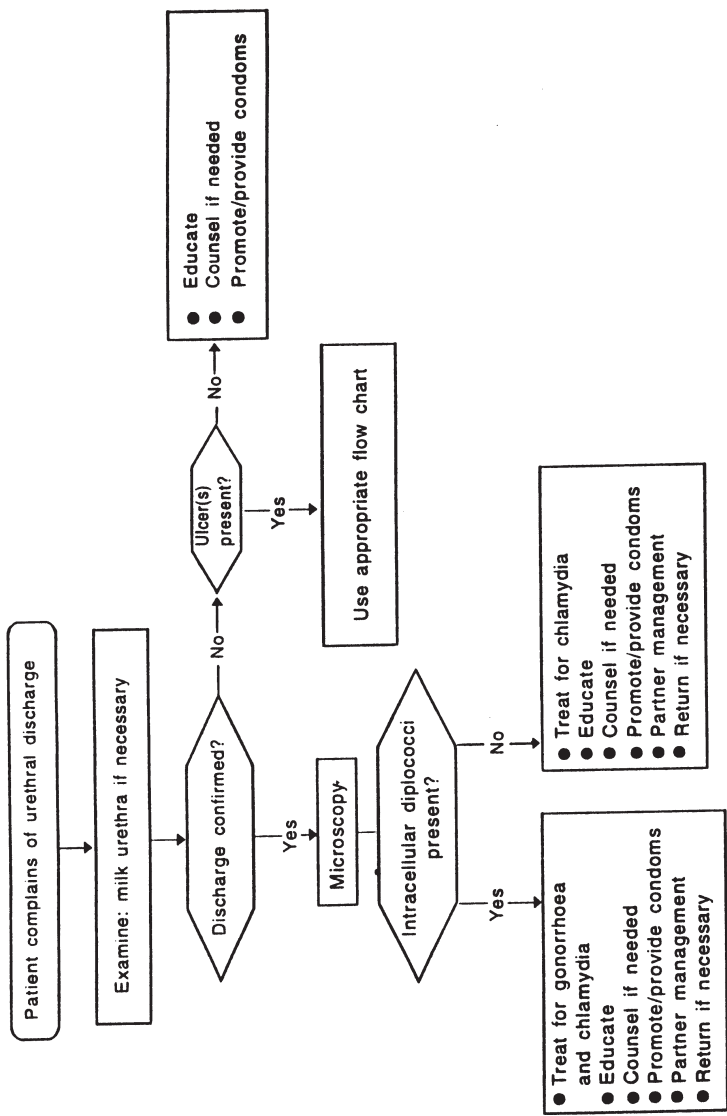 Patient complains of urethral discharge
Examine: milk urethra if necessary
Discharge confirmed?
No
Ulcer(s)
present?
No
● Educate
● Counsel if needed
● Promote/provide condoms
Yes
Use appropriate flow chart
Yes
Microscopy
Intracellular diplococci
present?
Yes
No
● Treat for gonorrhoea
and chlamydia
● Educate
● Counsel if needed
● Promote/provide condoms
● Partner management
● Return if necessary
● Treat for chlamydia
● Educate
● Counsel if needed
● Promote/provide condoms
● Partner management
● Return if necessary